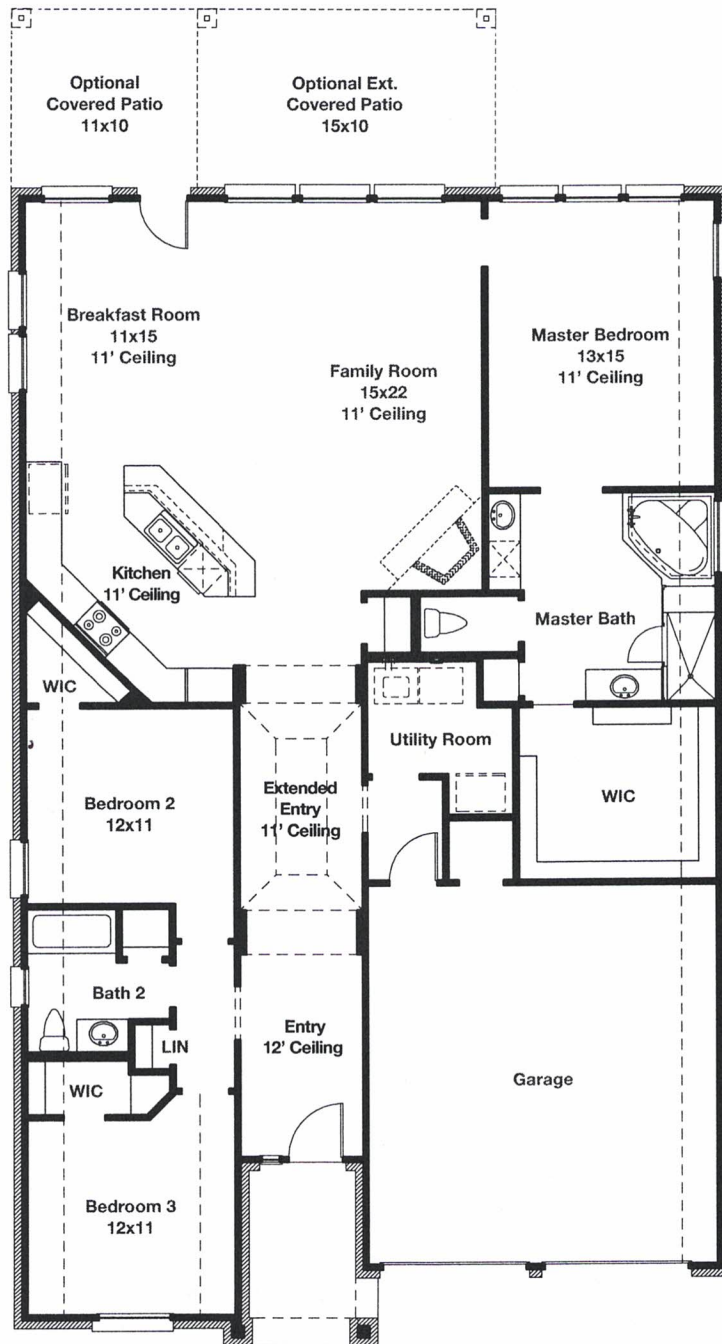 Optional
Covered Patio
11x10
Optional Ext.
Covered Patio
15x10
Breakfast Room
11x15
11' Ceiling
Family Room
15x22
11' Ceiling
Master Bedroom
13x15
11' Ceiling
Kitchen
11' Ceiling
Master Bath
WIC
Utility Room
Extended
Entry
11' Ceiling
WIC
Bedroom 2
12x11
Bath 2
LIN
Entry
12' Ceiling
WIC
Garage
Bedroom 3
12x11